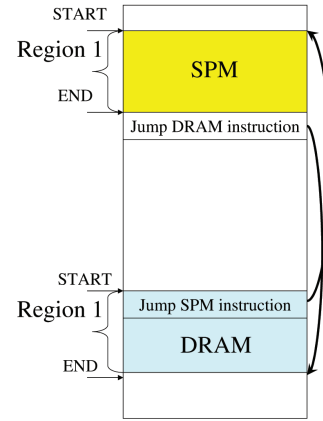 START
Region 1
SPM
END
Jump DRAM instruction
START
Region 1
Jump SPM instruction
DRAM
END